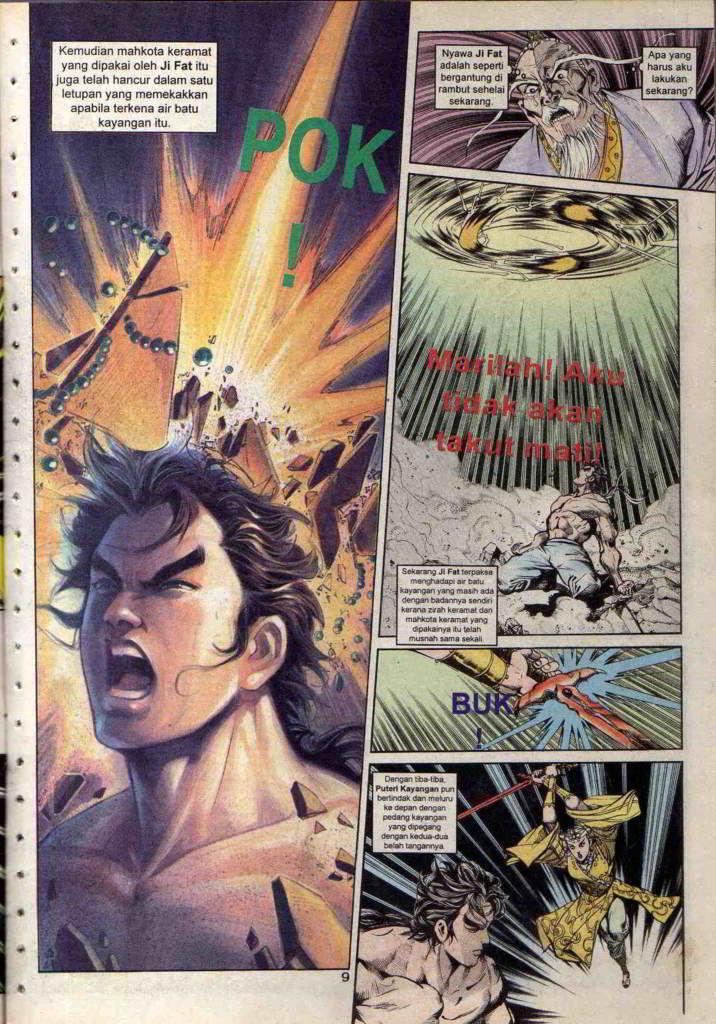 Kemudian mahkota keramat
yang dipakai oleh Ji Fat itu
juga telah hancur dalam satu
letupan yang memekakkan
apabila terkena air batu
kayangan itu.
POK
!
Nyawa Ji Fat
adalah seperti
bergantung di
rambut sehelai
sekarang.
Apa yang
harus aku
lakukan
sekarang?
Marilah! Aku
tidak akan
takut mati!
Sekarang Ji Fat terpaksa
menghadapi air batu
kayangan yang masih ada
dengan badannya sendiri
kerana zirah keramat dan
mahkota keramat yang
dipakainya itu telah
musnah sama sekali.
BUK
!
Dengan tiba-tiba,
Puteri Kayangan pun
bertindak dan meluru
ke depan dengan
pedang kayangan
yang dipegang
dengan kedua-dua
belah tangannya.
9